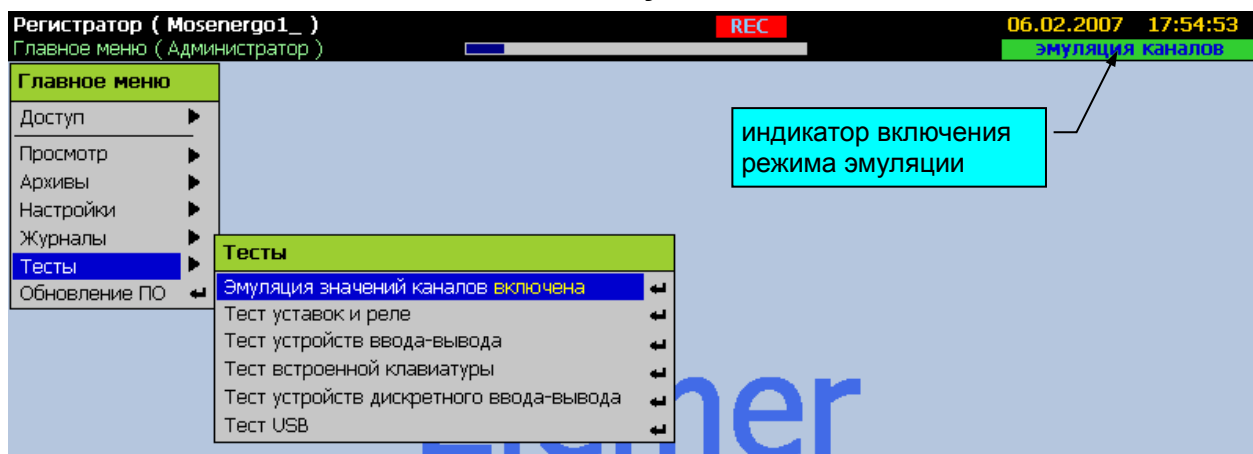 Регистратор ( Mosenergo1_ ) REC 06.02.2007 17:54:53
Главное меню ( Администратор ) эмуляция каналов
Главное меню
Доступ
Просмотр
Архивы
Настройки
Журналы
Тесты
Обновление ПО
индикатор включения
режима эмуляции
Тесты
Эмуляция значений каналов включена
Тест уставок и реле
Тест устройств ввода-вывода
Тест встроенной клавиатуры
Тест устройств дискретного ввода-вывода
Тест USB